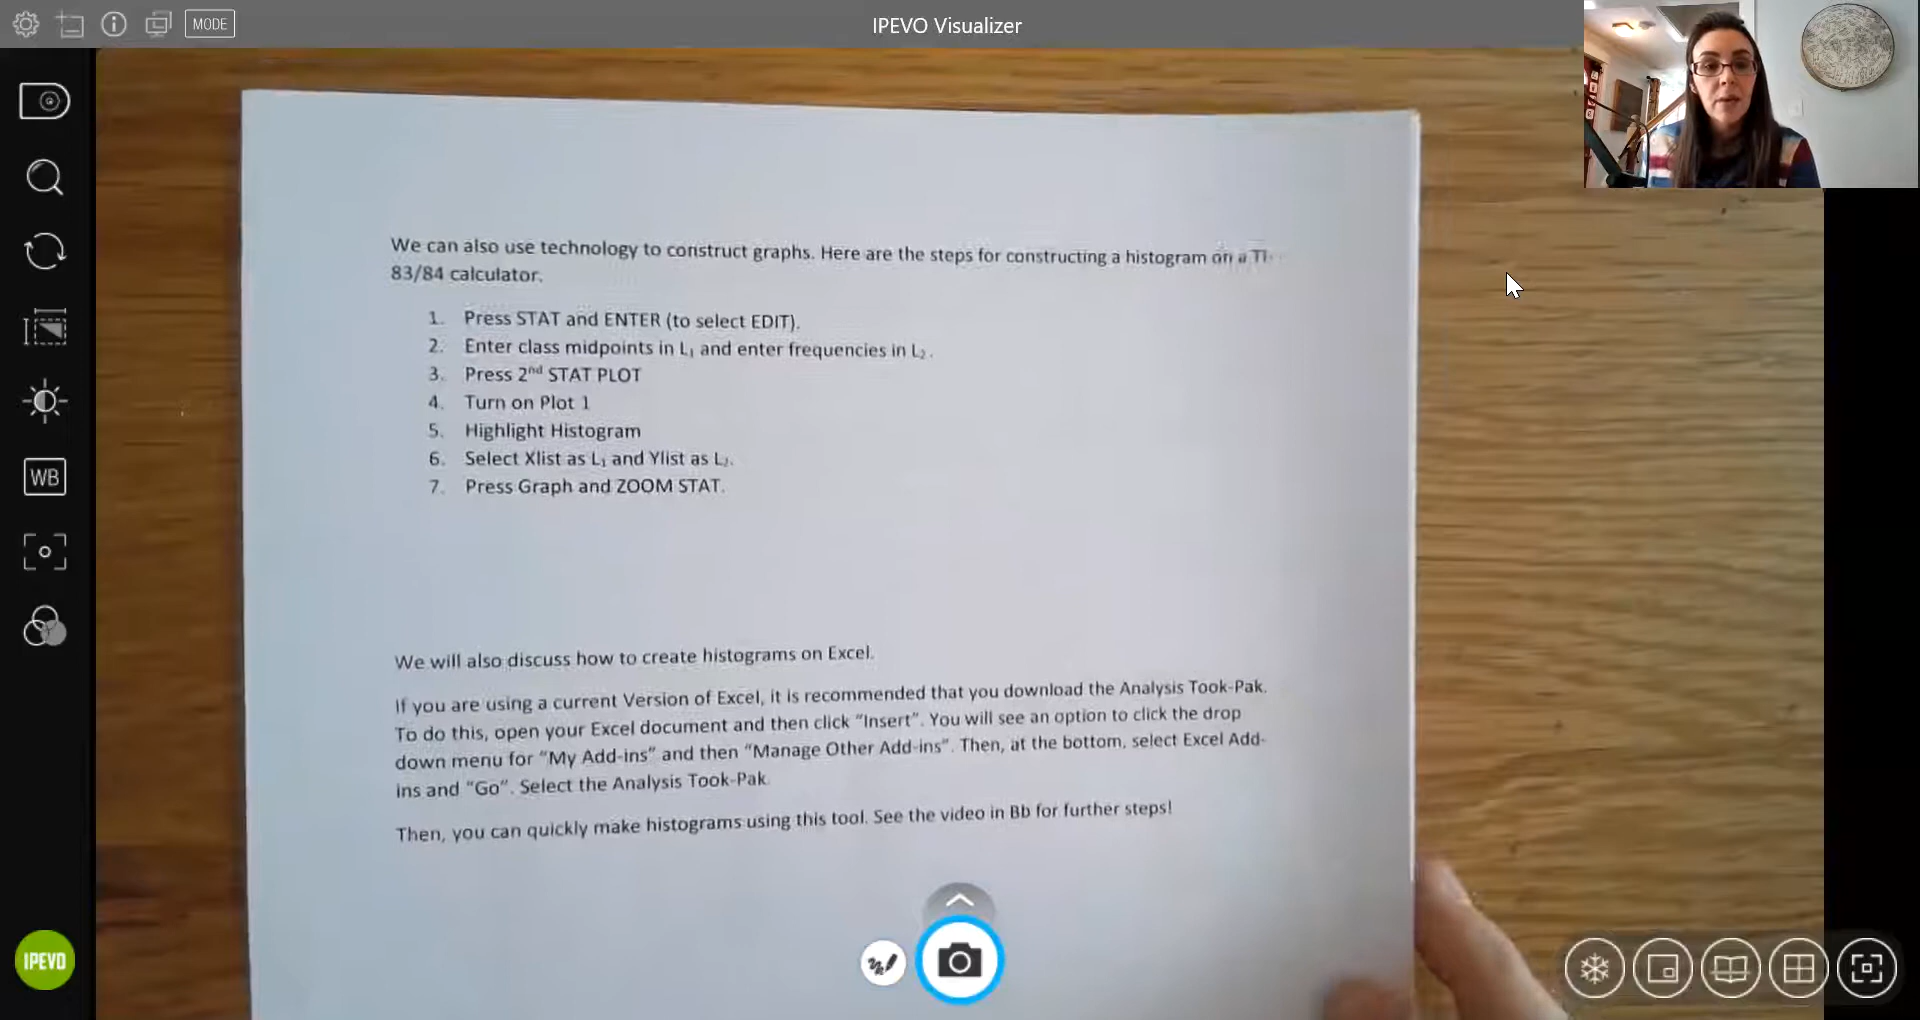 MODE
IPEVO Visualizer
We can also use technology to construct graphs. Here are the steps for constructing a histogram on a TI-
83/84 calculator.
1. Press STAT and ENTER (to select EDIT).
2. Enter class midpoints in L₁ and enter frequencies in L₂.
3. Press 2ⁿᵈ STAT PLOT
4. Turn on Plot 1
5. Highlight Histogram
6. Select Xlist as L₁ and Ylist as L₂.
7. Press Graph and ZOOM STAT.
WB
We will also discuss how to create histograms on Excel.
If you are using a current Version of Excel, it is recommended that you download the Analysis Took-Pak.
To do this, open your Excel document and then click “Insert”. You will see an option to click the drop
down menu for “My Add-ins” and then “Manage Other Add-ins”. Then, at the bottom, select Excel Add-
ins and “Go”. Select the Analysis Took-Pak.
Then, you can quickly make histograms using this tool. See the video in Bb for further steps!
IPEVO